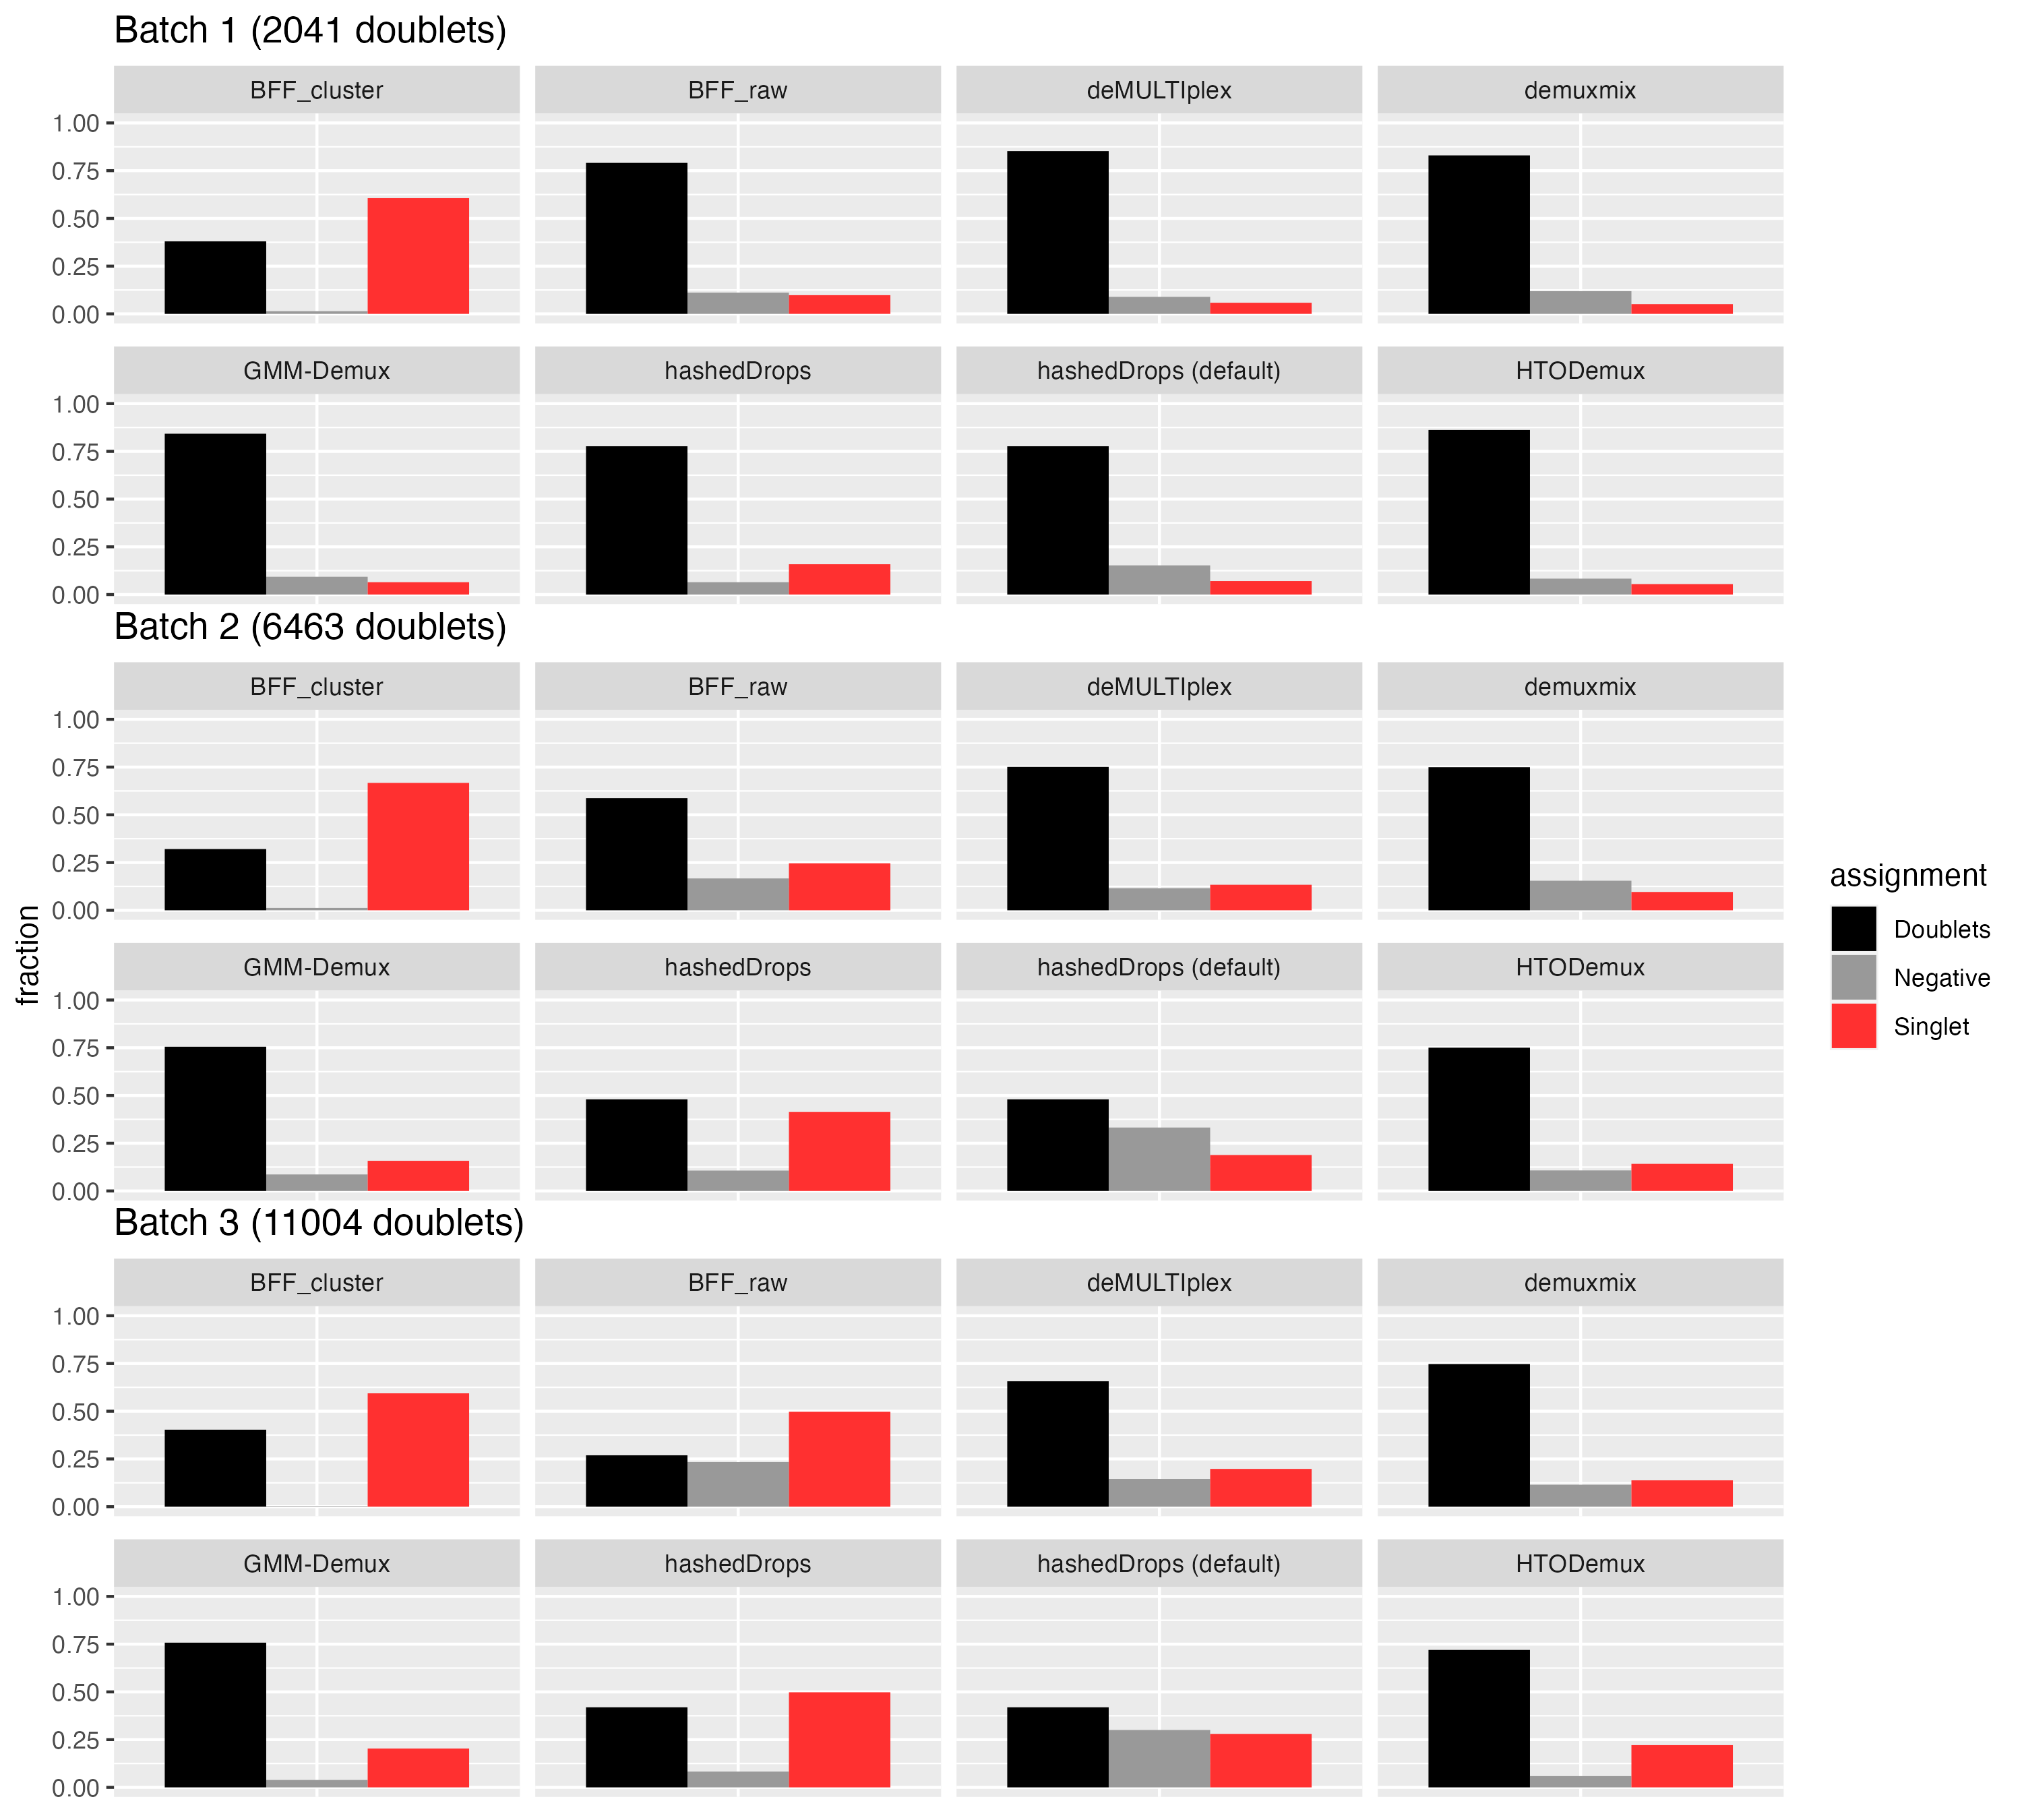 Batch 1 (2041 doublets)
BFF_cluster BFF_raw deMULTIplex demuxmix
1.00
0.75
0.50
0.25
0.00
GMM-Demux hashedDrops hashedDrops (default) HTODemux
1.00
0.75
0.50
0.25
0.00
Batch 2 (6463 doublets)
BFF_cluster BFF_raw deMULTIplex demuxmix
1.00
0.75
0.50
0.25
0.00
GMM-Demux hashedDrops hashedDrops (default) HTODemux
1.00
0.75
0.50
0.25
0.00
Batch 3 (11004 doublets)
BFF_cluster BFF_raw deMULTIplex demuxmix
1.00
0.75
0.50
0.25
0.00
GMM-Demux hashedDrops hashedDrops (default) HTODemux
1.00
0.75
0.50
0.25
0.00
fraction
assignment
Doublets
Negative
Singlet